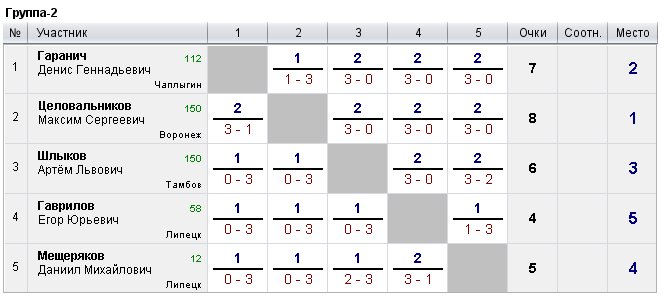 Группа-2
№ Участник 1 2 3 4 5 Очки Соотн. Место
1 Гаранич 112 1 2 2 2 7 2
Денис Геннадьевич 1 - 3 3 - 0 3 - 0 3 - 0
Чаплыгин
2 Целовальников 150 2 2 2 2 8 1
Максим Сергеевич 3 - 1 3 - 0 3 - 0 3 - 0
Воронеж
3 Шлыков 150 1 1 2 2 6 3
Артём Львович 0 - 3 0 - 3 3 - 0 3 - 2
Тамбов
4 Гаврилов 58 1 1 1 1 4 5
Егор Юрьевич 0 - 3 0 - 3 0 - 3 1 - 3
Липецк
5 Мещеряков 12 1 1 1 2 5 4
Даниил Михайлович 0 - 3 0 - 3 2 - 3 3 - 1
Липецк